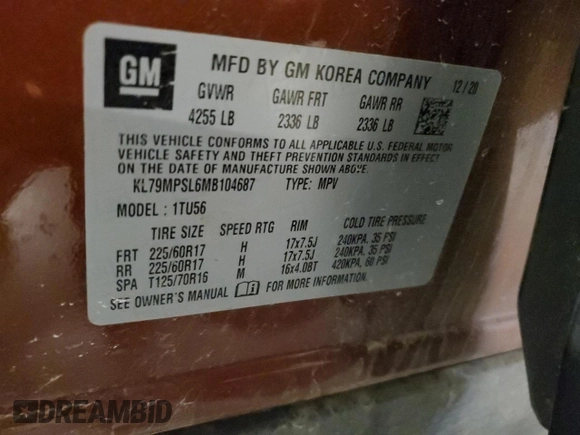 GM
MFD BY GM KOREA COMPANY 12 / 20
GVWR GAWR FRT GAWR RR
4255 LB 2336 LB 2336 LB
THIS VEHICLE CONFORMS TO ALL APPLICABLE U.S. FEDERAL MOTOR
VEHICLE SAFETY AND THEFT PREVENTION STANDARDS IN EFFECT
ON THE DATE OF MANUFACTURE SHOWN ABOVE
KL79MPSL6MB104687 TYPE: MPV
MODEL : 1TU56
TIRE SIZE SPEED RTG RIM COLD TIRE PRESSURE
FRT 225/60R17 H 17x7.5J 240KPA. 35 PSI
RR 225/60R17 H 17x7.5J 240KPA. 35 PSI
SPA T125/70R16 M 16x4.0BT 420KPA. 60 PSI
SEE OWNER'S MANUAL FOR MORE INFORMATION
DREAMBID